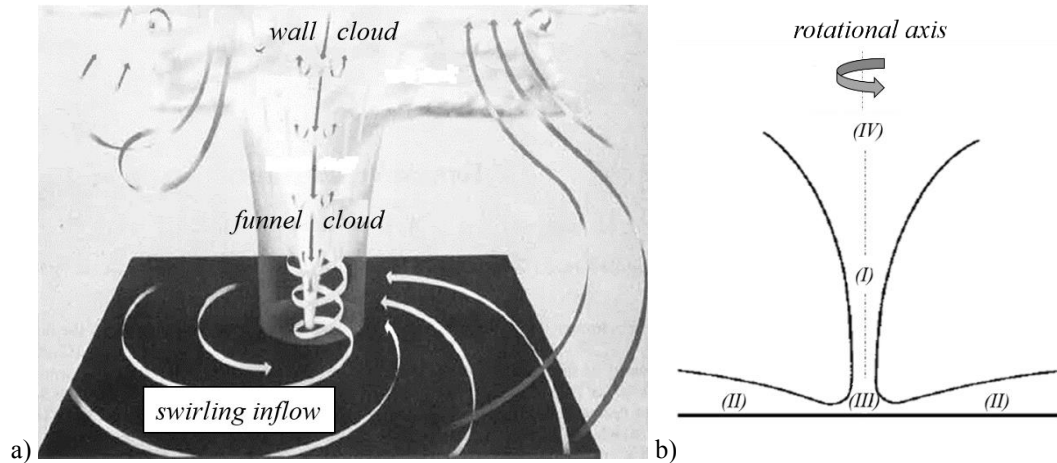 wall cloud
funnel cloud
swirling inflow
a)
rotational axis
(IV)
(I)
(II) (III) (II)
b)